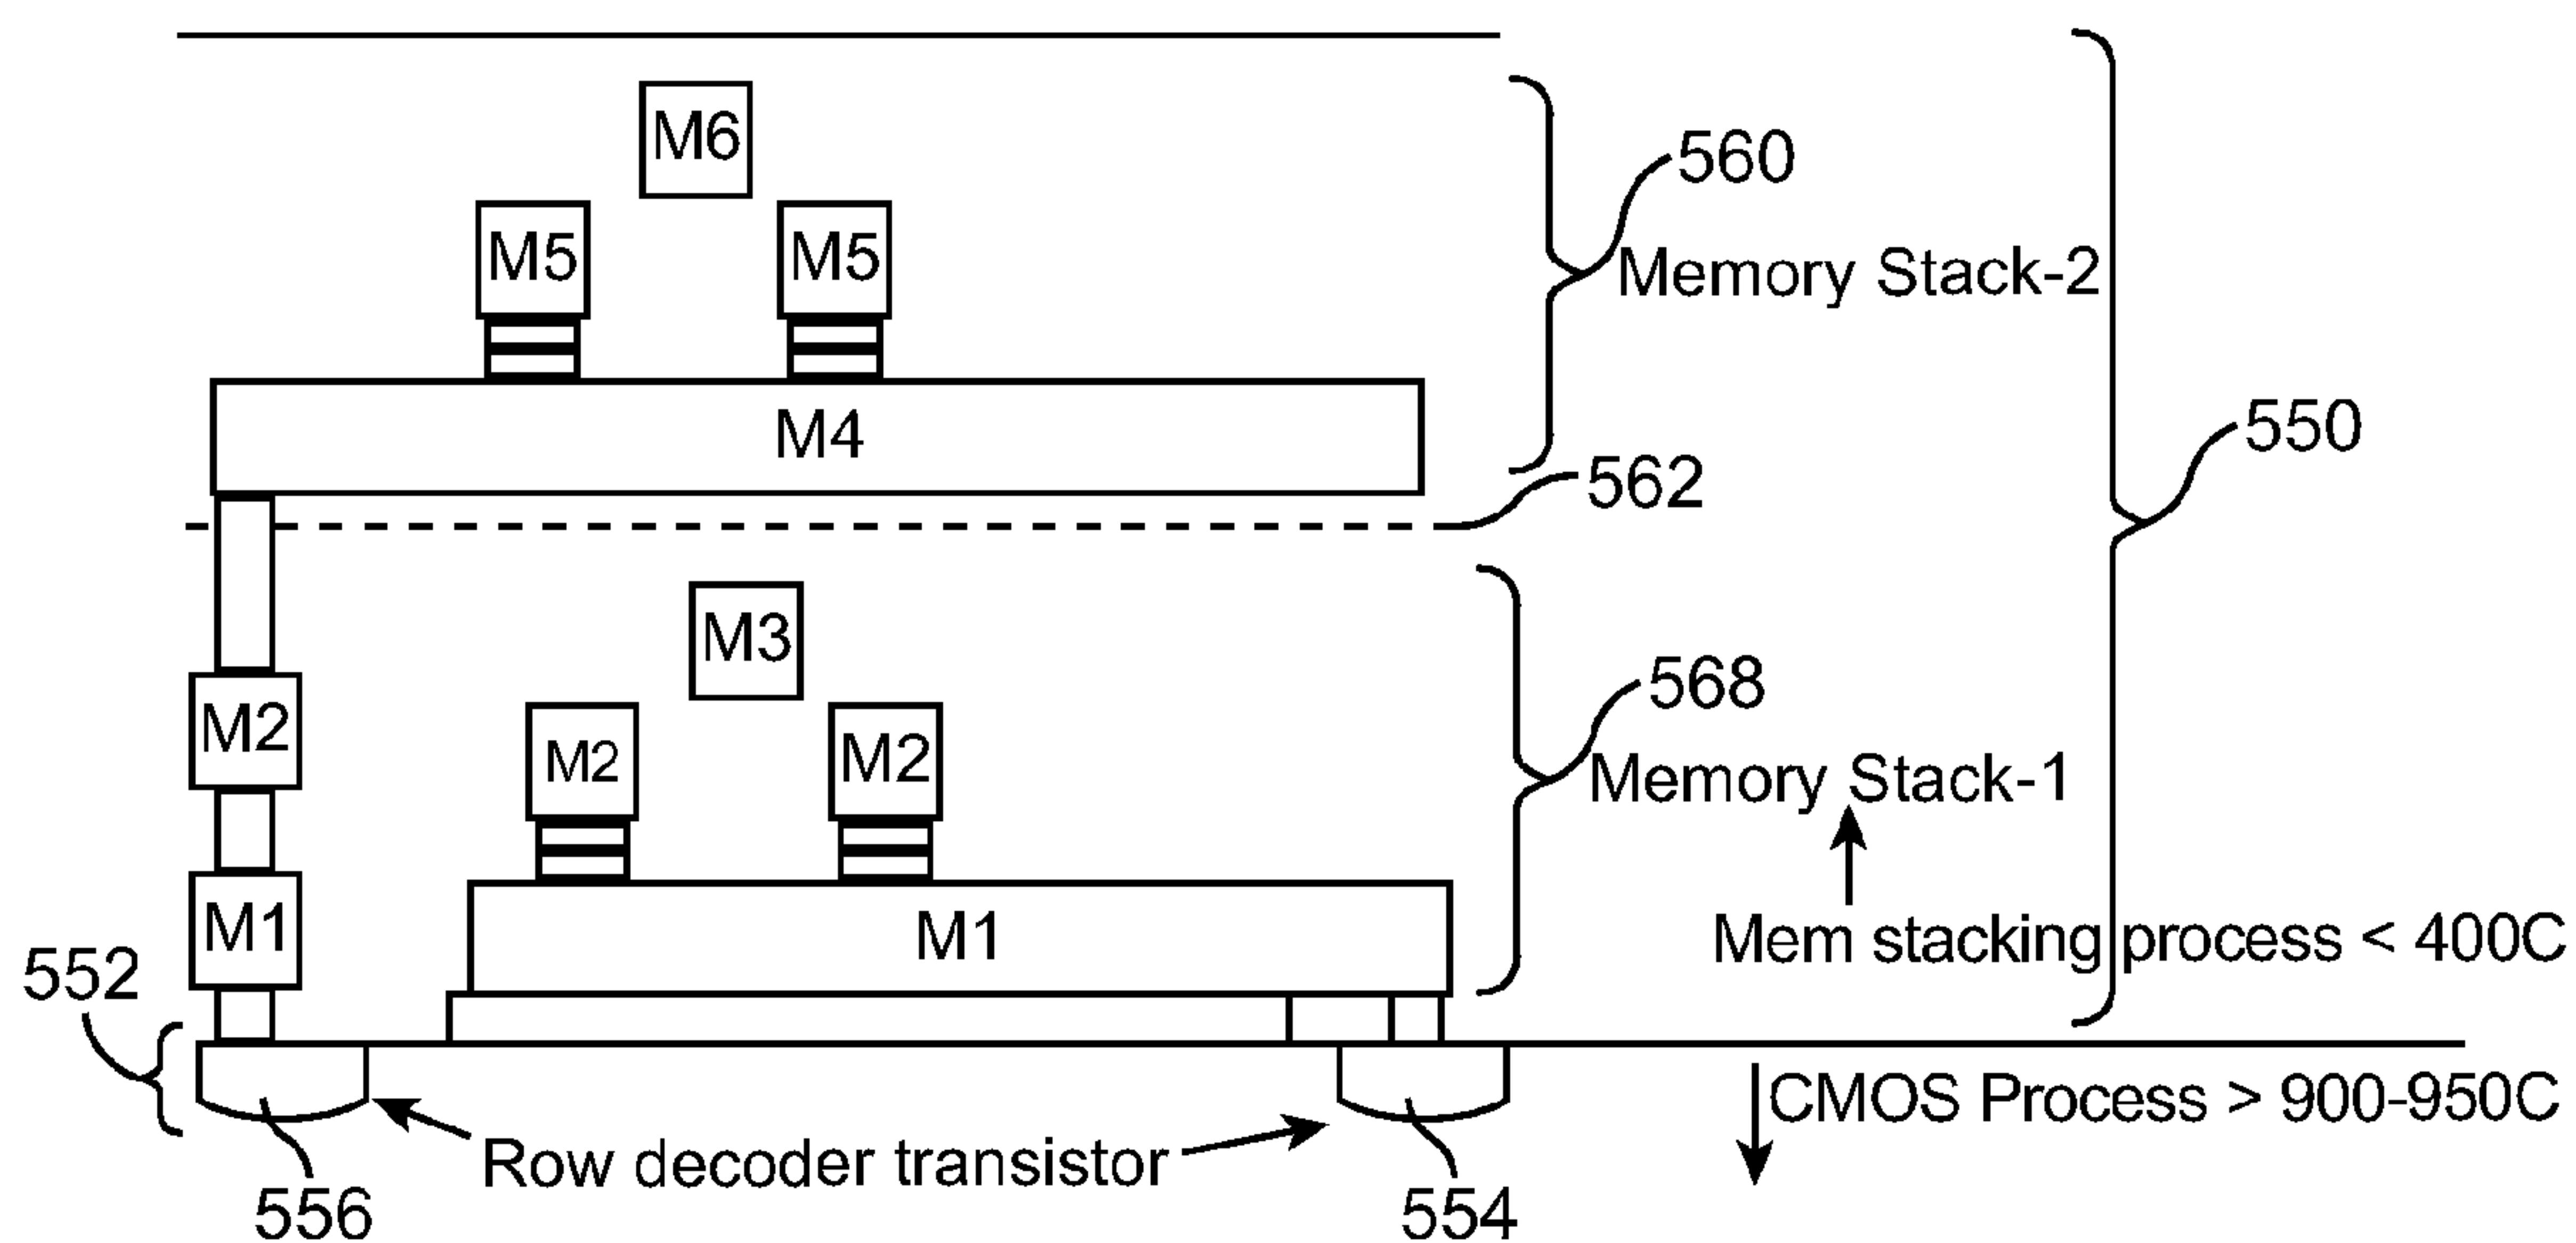 M6
560
M5 M5
Memory Stack-2
M4
550
562
M3
568
M2
M2 M2
Memory Stack-1
M1
M1
Mem stacking process < 400C
552
CMOS Process > 900-950C
Row decoder transistor
556
554